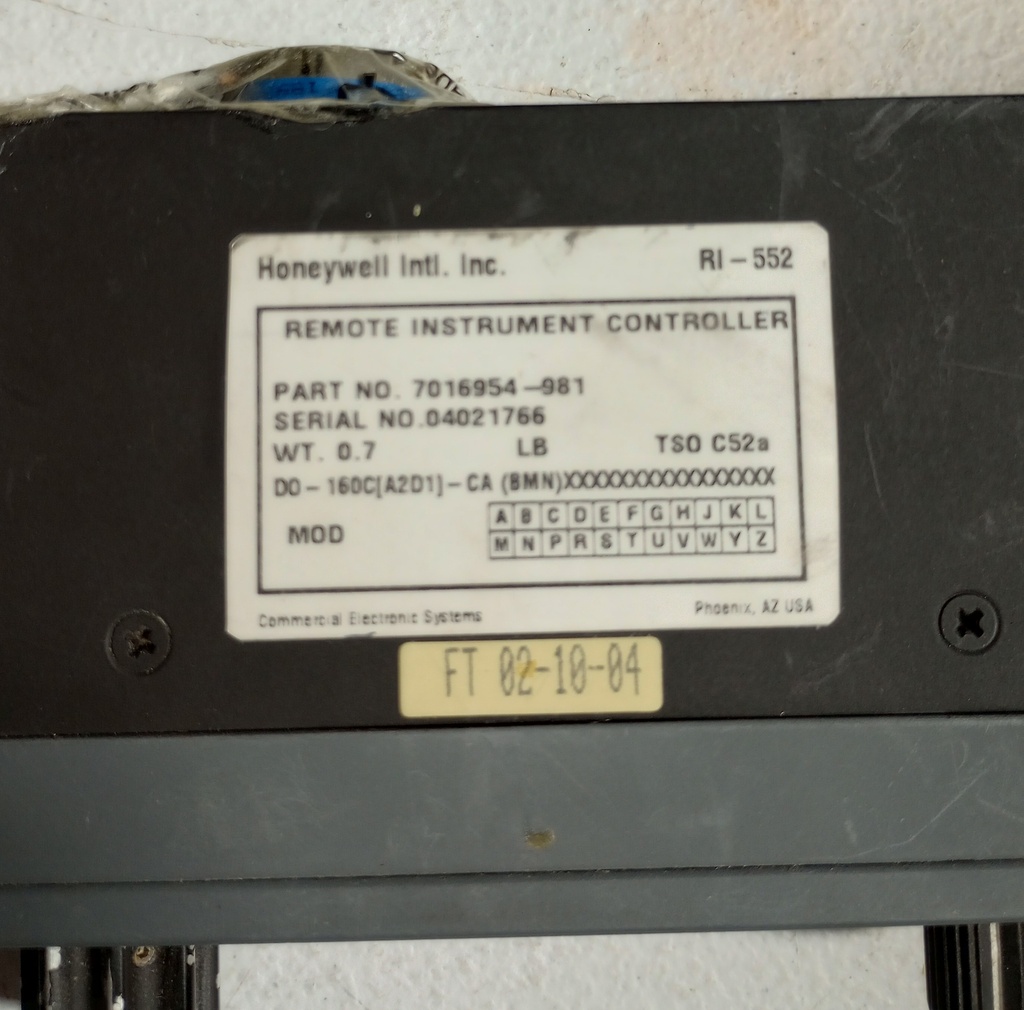 Honeywell Intl. Inc. RI-552
REMOTE INSTRUMENT CONTROLLER
PART NO. 7016954-981
SERIAL NO.04021766
WT. 0.7 LB TSO C52a
DO-160C[A2D1]-CA (BMN)XXXXXXXXXXXXXXXXX
MOD
A B C D E F G H J K L
M N P R S T U V W Y Z
Commercial Electronic Systems Phoenix, AZ USA
FT 02-10-04